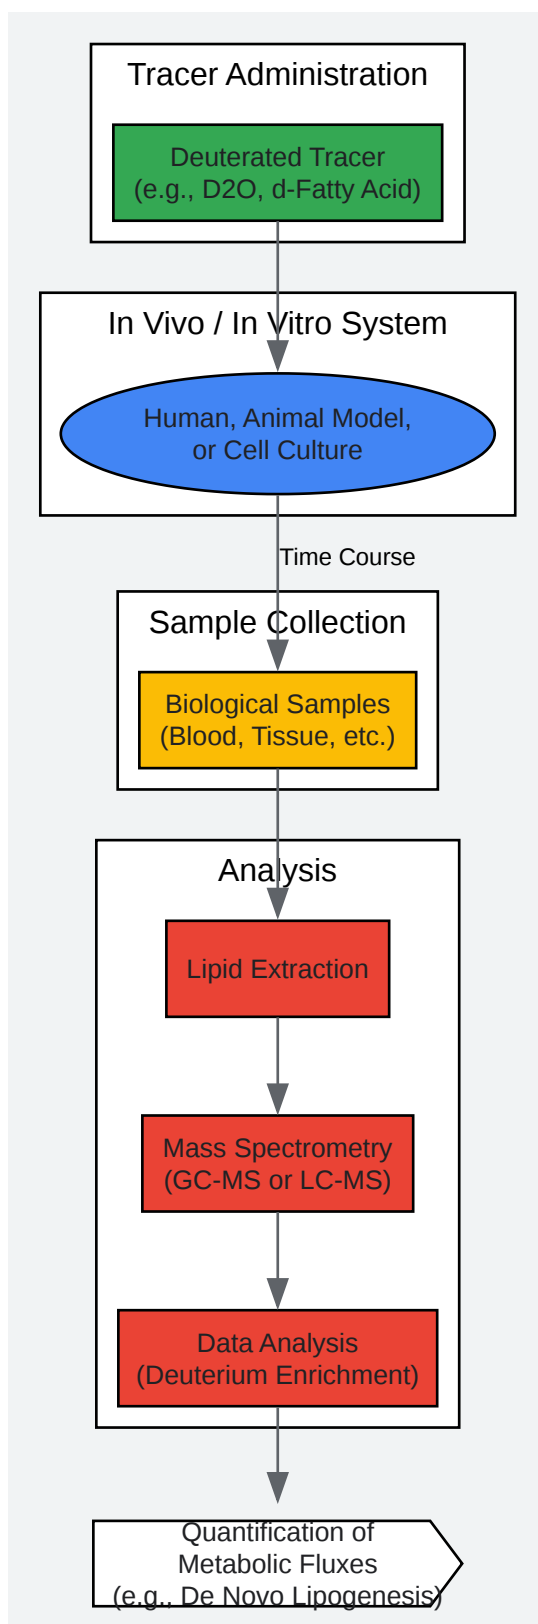 Tracer Administration
Deuterated Tracer
(e.g., D2O, d-Fatty Acid)
In Vivo / In Vitro System
Human, Animal Model,
or Cell Culture
Time Course
Sample Collection
Biological Samples
(Blood, Tissue, etc.)
Analysis
Lipid Extraction
Mass Spectrometry
(GC-MS or LC-MS)
Data Analysis
(Deuterium Enrichment)
Quantification of
Metabolic Fluxes
(e.g., De Novo Lipogenesis)